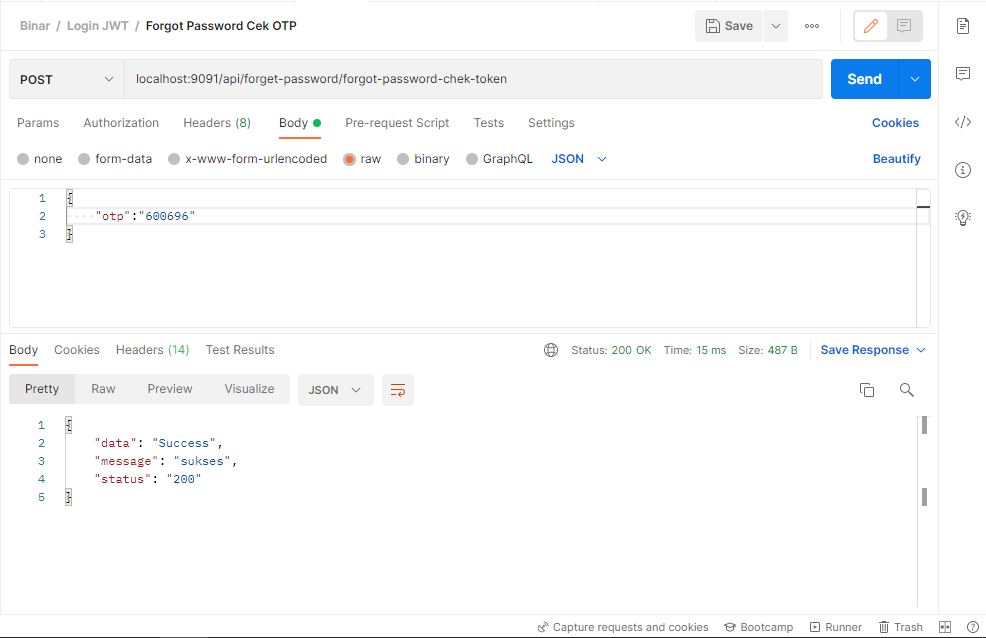 Binar / Login JWT / Forgot Password Cek OTP
Save
POST
localhost:9091/api/forget-password/forgot-password-chek-token
Send
Params Authorization Headers (8) Body Pre-request Script Tests Settings Cookies
none form-data x-www-form-urlencoded raw binary GraphQL JSON Beautify
1 {
2 "otp":"600696"
3 }
Body Cookies Headers (14) Test Results Status: 200 OK Time: 15 ms Size: 487 B Save Response
Pretty Raw Preview Visualize JSON
1 {
2 "data": "Success",
3 "message": "sukses",
4 "status": "200"
5 }
Capture requests and cookies Bootcamp Runner Trash